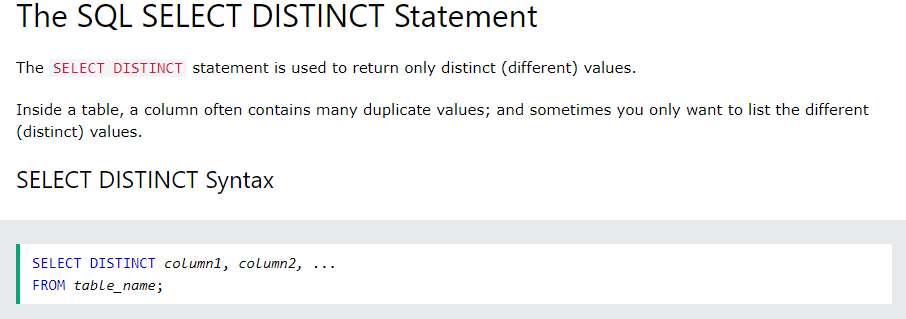 The SQL SELECT DISTINCT Statement
The SELECT DISTINCT statement is used to return only distinct (different) values.
Inside a table, a column often contains many duplicate values; and sometimes you only want to list the different
(distinct) values.
SELECT DISTINCT Syntax
SELECT DISTINCT column1, column2, ...
FROM table_name;